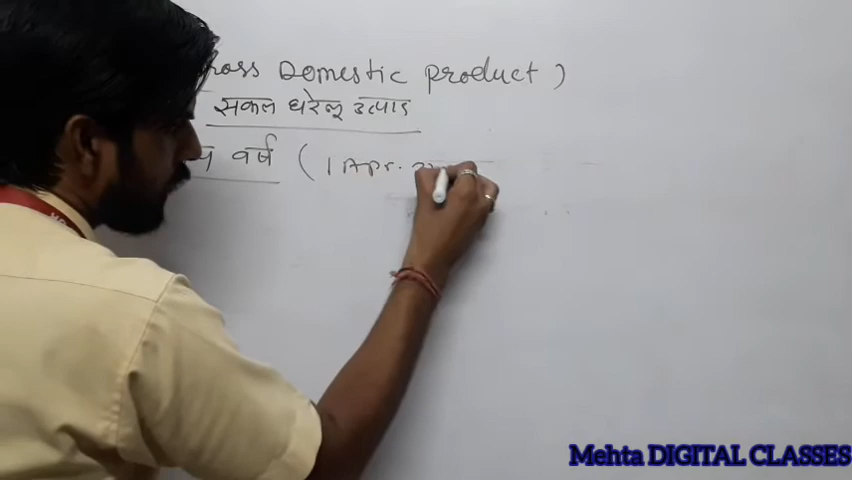 ross Domestic product )
सकल घरेलू उत्पाद
वर्ष ( 1 Apr.
Mehta DIGITAL CLASSES